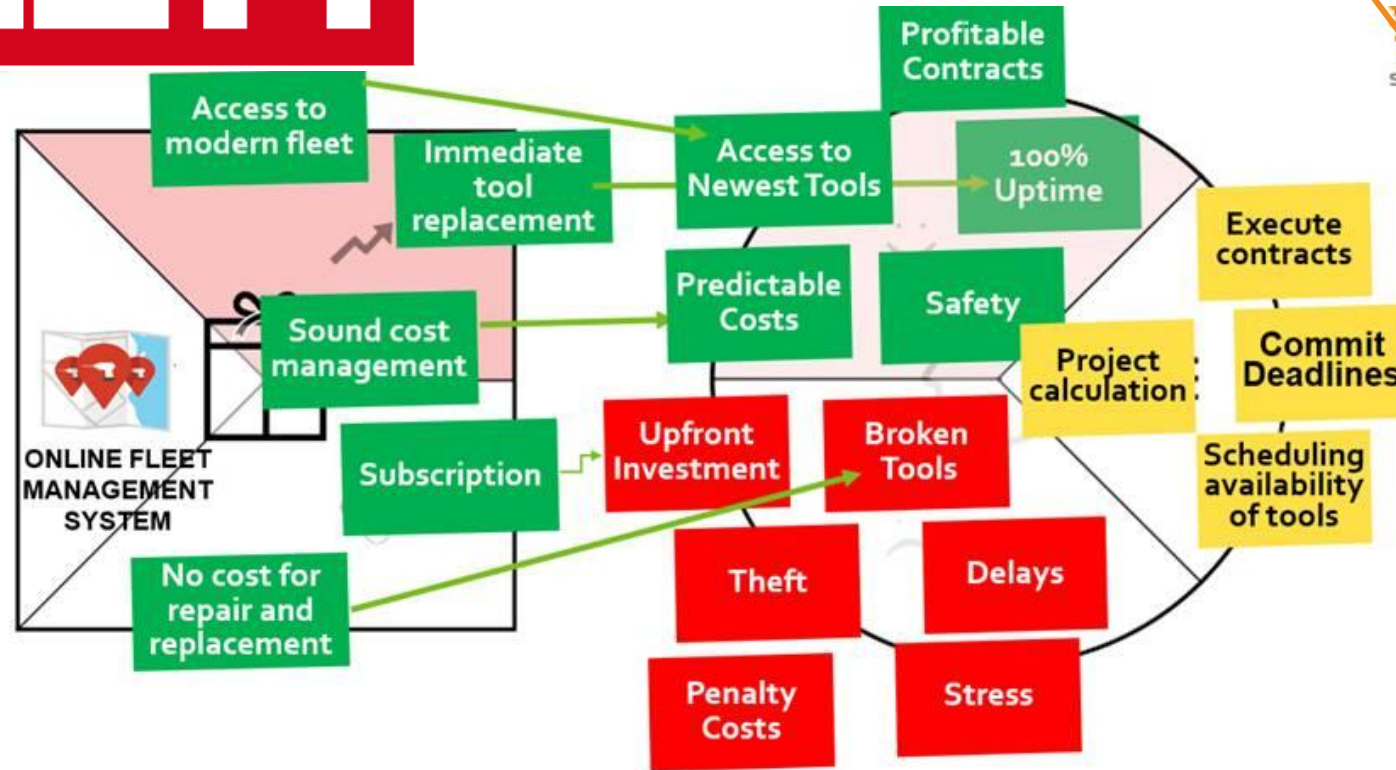 Profitable
Contracts
Access to
modern fleet
Immediate
tool
replacement
Access to
Newest Tools
100%
Uptime
Execute
contracts
Sound cost
management
Predictable
Costs
Safety
Project
calculation
Commit
Deadlines
ONLINE FLEET
MANAGEMENT
SYSTEM
Subscription
Upfront
Investment
Broken
Tools
Scheduling
availability
of tools
No cost for
repair and
replacement
Theft
Delays
Penalty
Costs
Stress